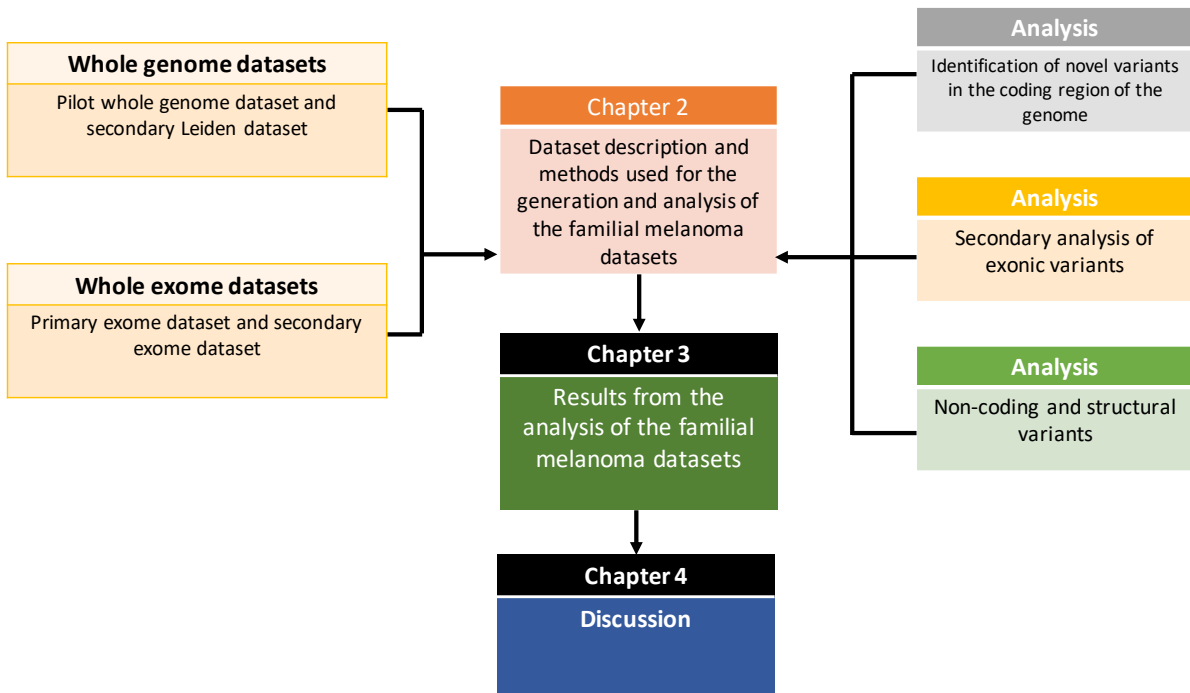 Whole genome datasets
Pilot whole genome dataset and
secondary Leiden dataset
Whole exome datasets
Primary exome dataset and secondary
exome dataset
Chapter 2
Dataset description and
methods used for the
generation and analysis of
the familial melanoma
datasets
Chapter 3
Results from the
analysis of the familial
melanoma datasets
Chapter 4
Discussion
Analysis
Identification of novel variants
in the coding region of the
genome
Analysis
Secondary analysis of
exonic variants
Analysis
Non-coding and structural
variants